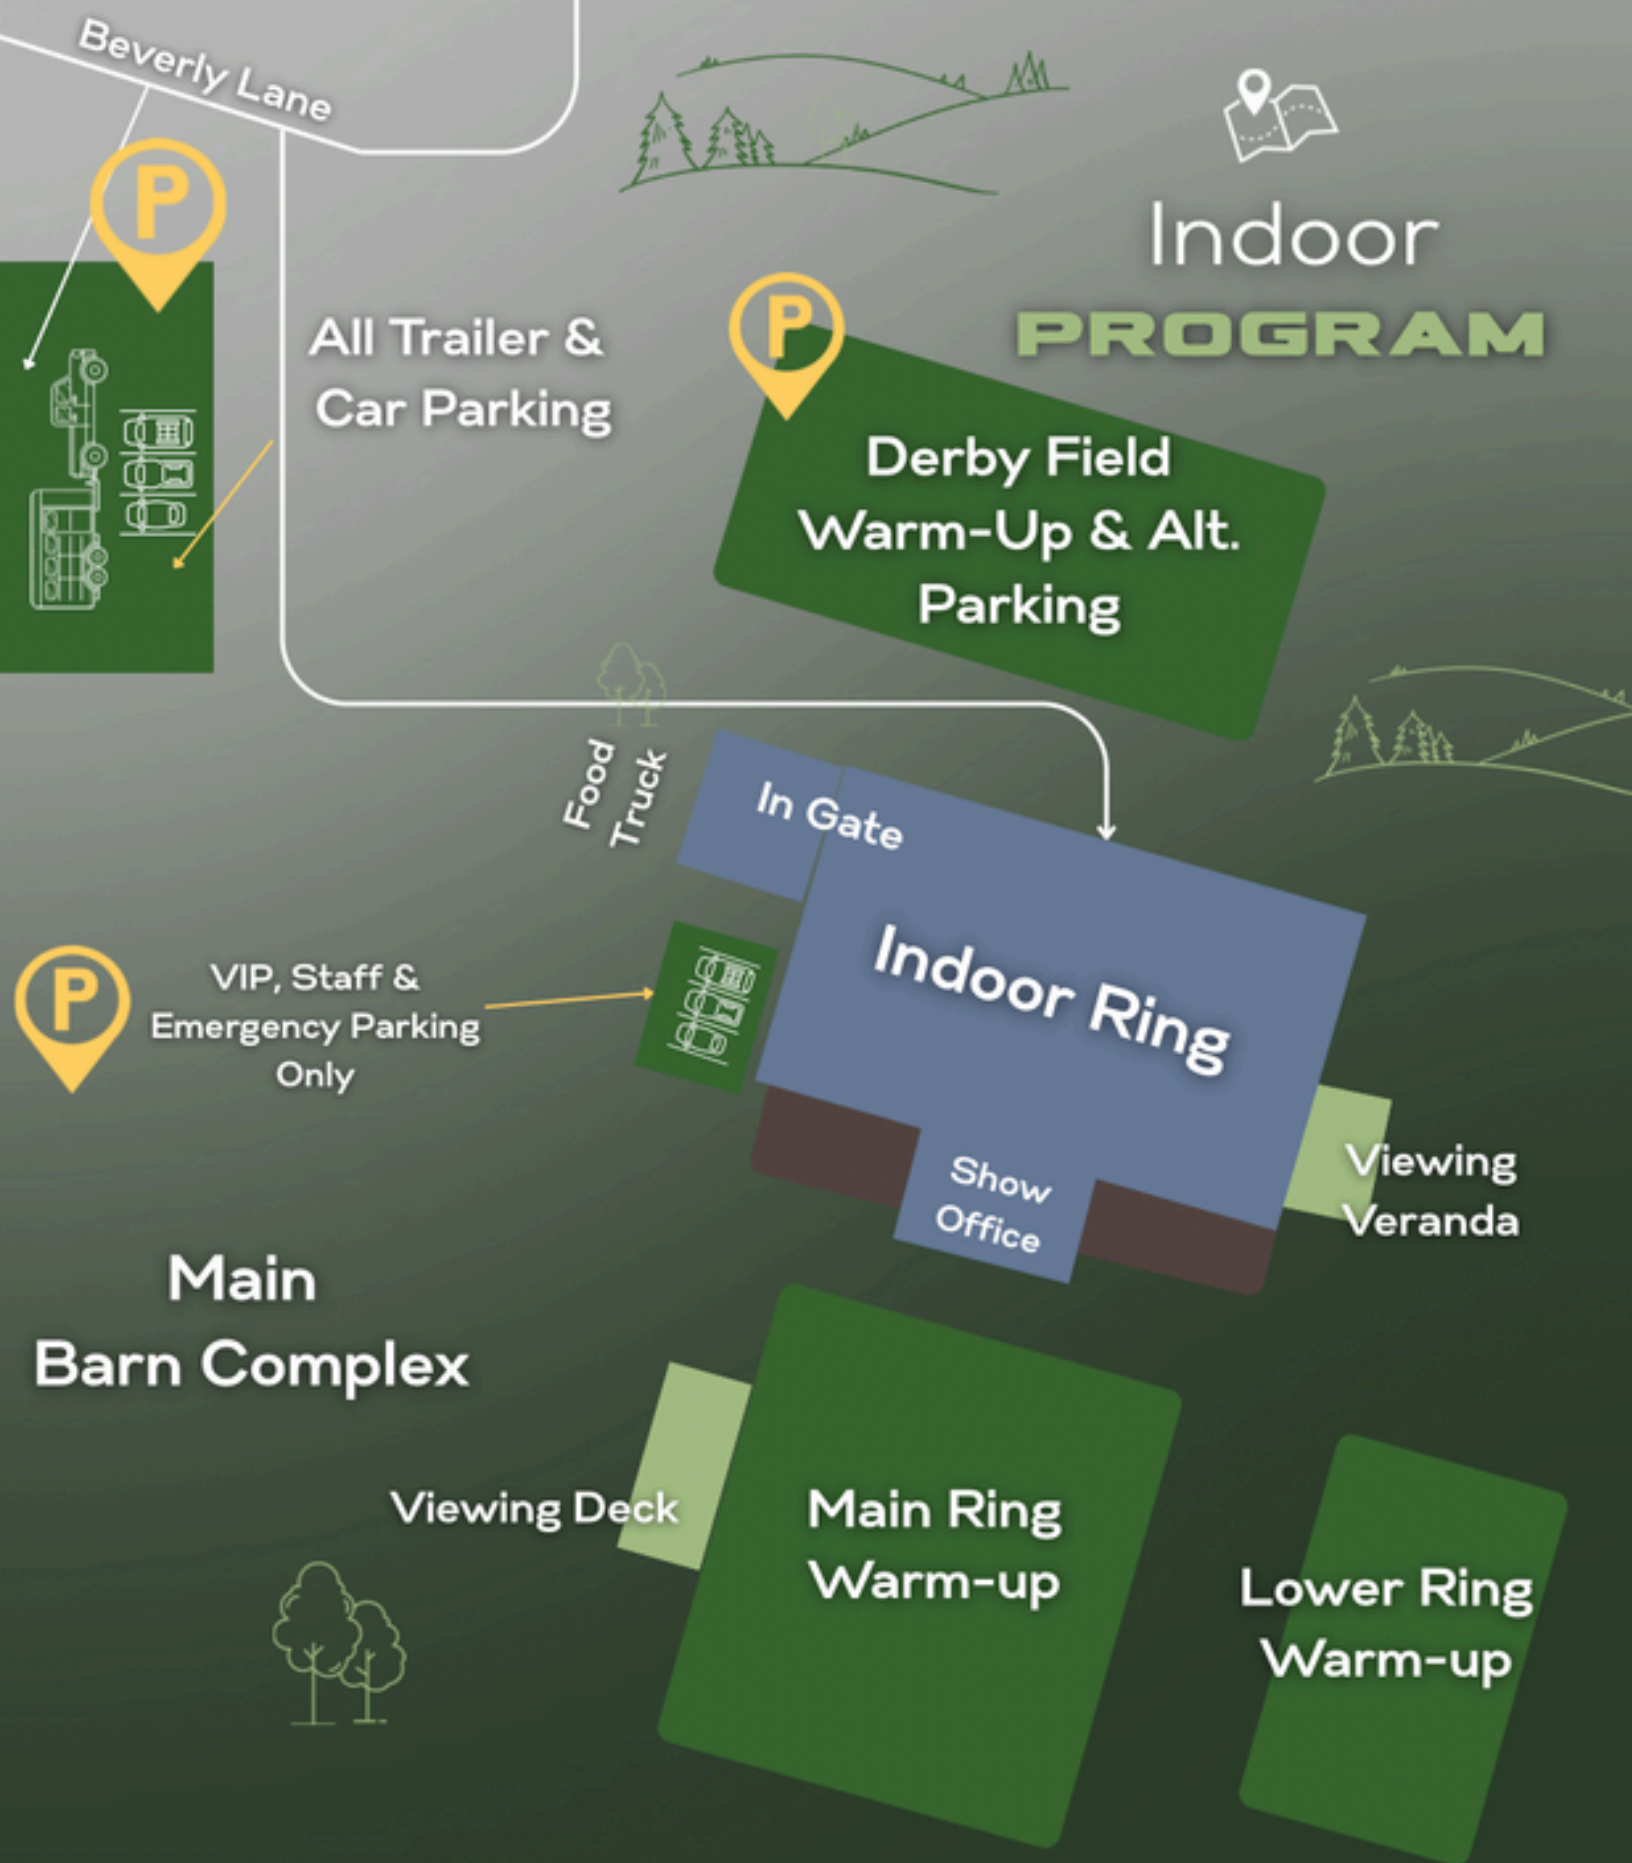 Beverly Lane
P
Indoor
PROGRAM
All Trailer &
Car Parking
P
Derby Field
Warm-Up & Alt.
Parking
Food
Truck
In Gate
Indoor Ring
P
VIP, Staff &
Emergency Parking
Only
Show
Office
Viewing
Veranda
Main
Barn Complex
Viewing Deck
Main Ring
Warm-up
Lower Ring
Warm-up